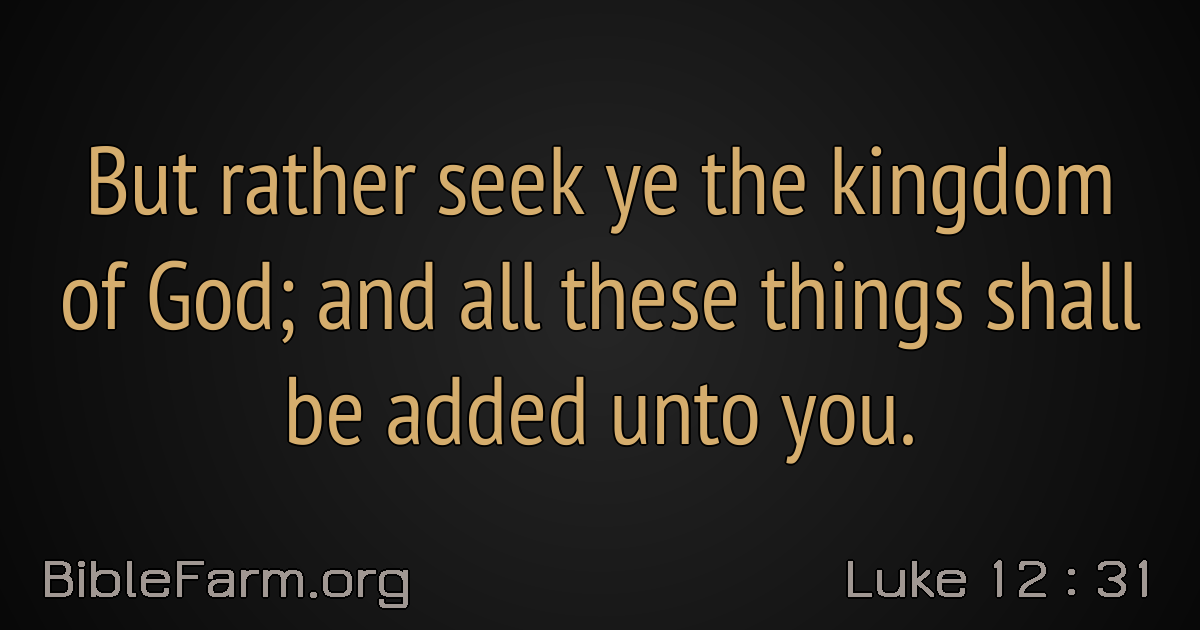 But rather seek ye the kingdom
of God; and all these things shall
be added unto you.
BibleFarm.org
Luke 12 : 31